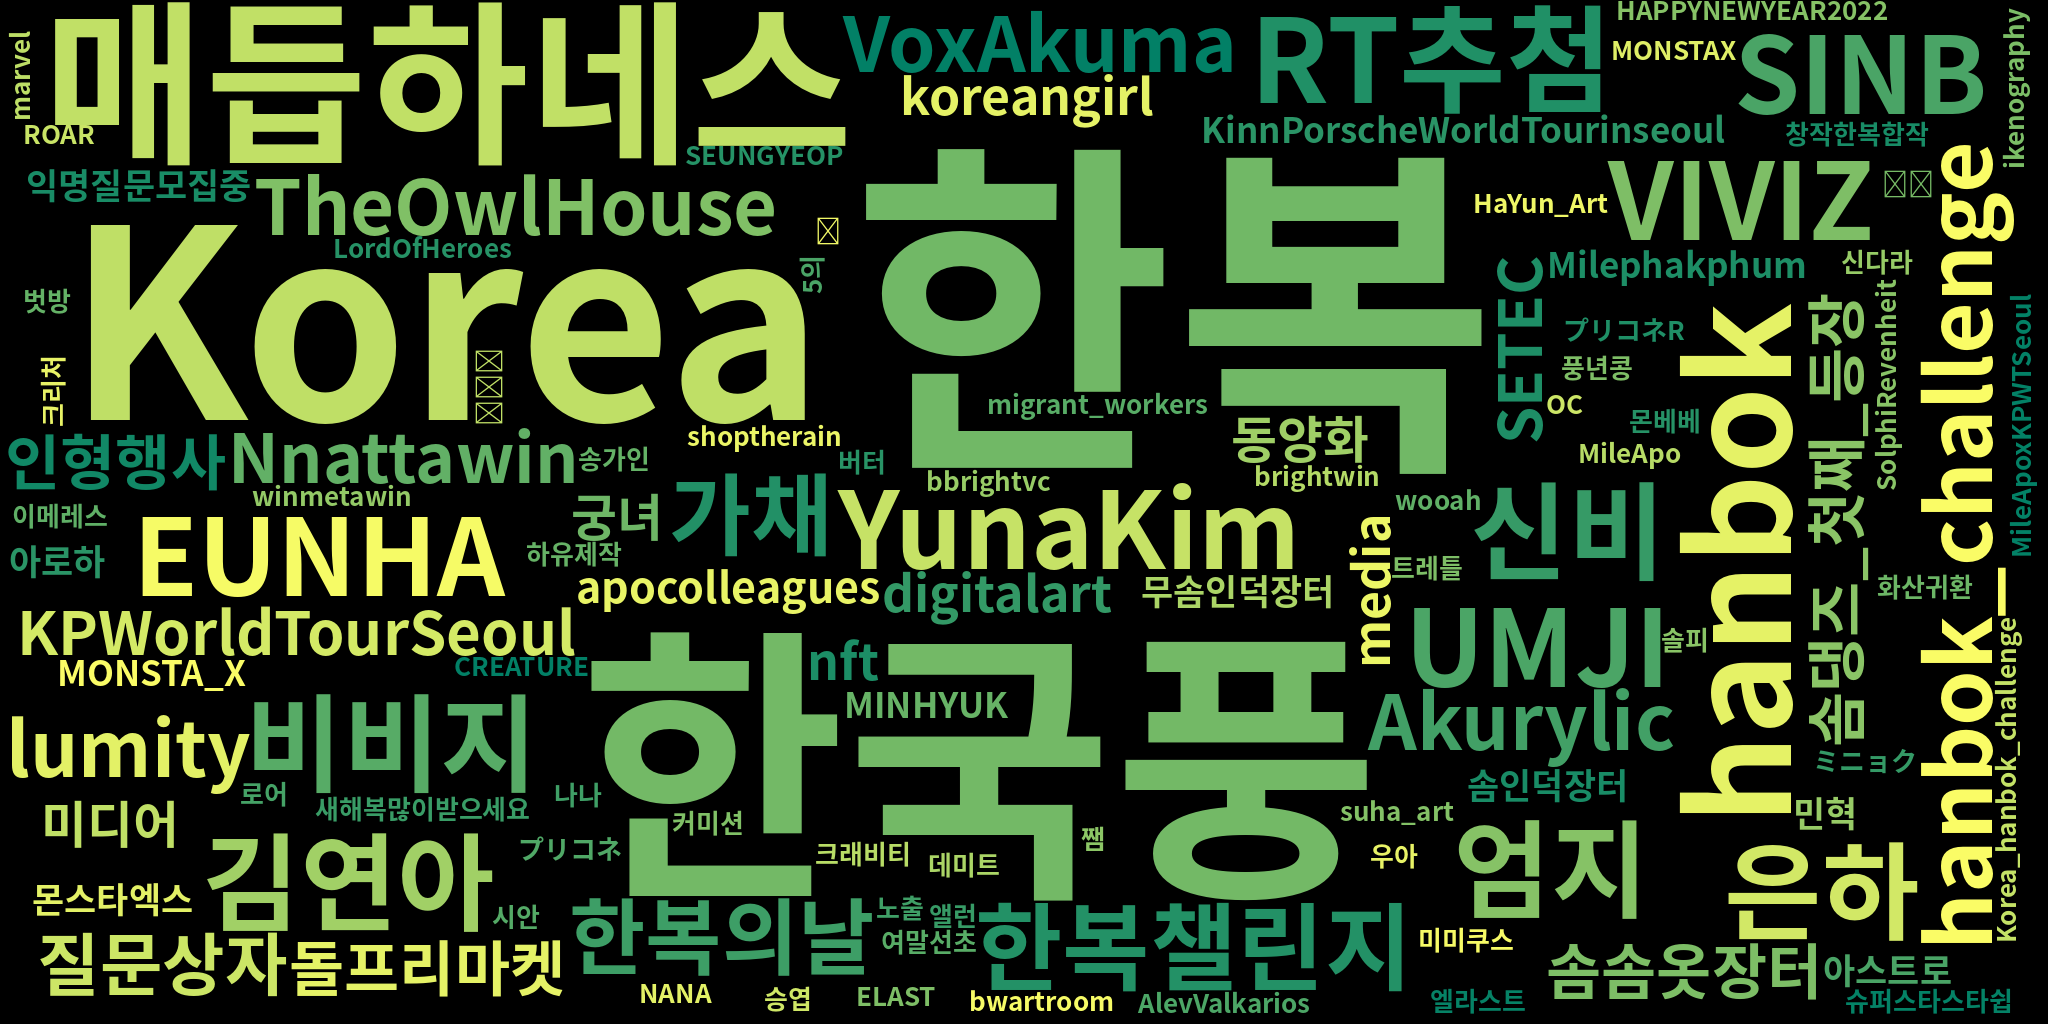 marvel
매듭하네스
VoxAkuma
RT추첨
HAPPYNEWYEAR2022
MONSTAX
SINB
ikenography
koreangirl
ROAR
SEUNGYEOP
KinnPorscheWorldTourinseoul
창작한복합작
익명질문모집중
TheOwlHouse
LordOfHeroes
한복
HaYun_Art
VIVIZ
hanbok_challenge
Korea
5의
벗방
크리처
SETEC
Milephakphum
신다라
プリコネR
풍년콩
OC
몬베베
MileApo
hanbok
솜댕즈_첫째_등장
SolphiRevenheit
MileApoxKPWTSeoul
migrant_workers
shoptherain
동양화
인형행사
Nnattawin
송가인
버터
bbrightvc
brightwin
winmetawin
wooah
이메레스
EUNHA
궁녀
가채
YunaKim
media
신비
아로하
하유제작
트레틀
apocolleagues
digitalart
무솜인덕장터
화산귀환
KPWorldTourSeoul
MONSTA_X
CREATURE
한국풍
nft
MINHYUK
UMJI
솔피
Akurylic
Korea_hanbok_challenge
lumity
비비지
ミニョク
로어
새해복많이받으세요
나나
솜인덕장터
미디어
커미션
쨈
suha_art
민혁
김연아
プリコネ
크래비티
데미트
우아
엄지
은하
몬스타엑스
시안
한복의날
노출
앨런
여말선초
한복챌린지
미미쿠스
질문상자
돌프리마켓
솜솜옷장터
아스트로
NANA
승엽
ELAST
bwartroom
AlevValkarios
엘라스트
슈퍼스타스타쉽